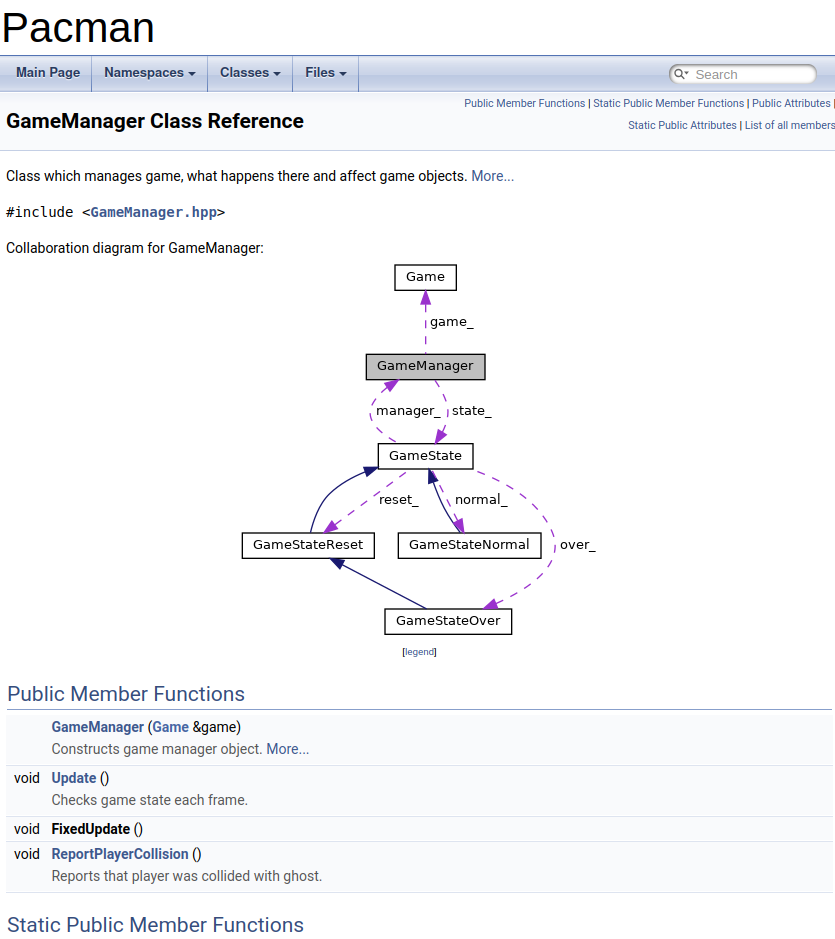 Pacman
Main Page Namespaces Classes Files Search
Public Member Functions | Static Public Member Functions | Public Attributes |
GameManager Class Reference
Static Public Attributes | List of all members
Class which manages game, what happens there and affect game objects. More...
#include <GameManager.hpp>
Collaboration diagram for GameManager:
Game
game_
GameManager
manager_ state_
GameState
reset_ normal_
GameStateReset GameStateNormal over_
GameStateOver
[legend]
Public Member Functions
GameManager (Game &game)
Constructs game manager object. More...
void Update ()
Checks game state each frame.
void FixedUpdate ()
void ReportPlayerCollision ()
Reports that player was collided with ghost.
Static Public Member Functions